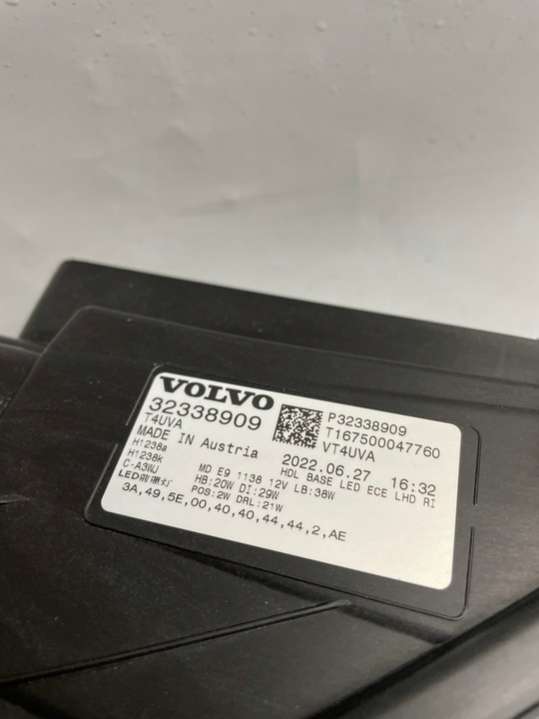 VOLVO
32338909
T4UVA
MADE IN Austria
P32338909
T167500047760
VT4UVA
2022.06.27 16:32
HDL BASE LED ECE LHD RI
H1238a
H1238k
C-A3WJ
MD E9 1138 12V LB:38W
HB:20W DI:29W
POS:2W DRL:21W
LED前照灯
3A,49,5E,00,40,40,44,44,2,AE